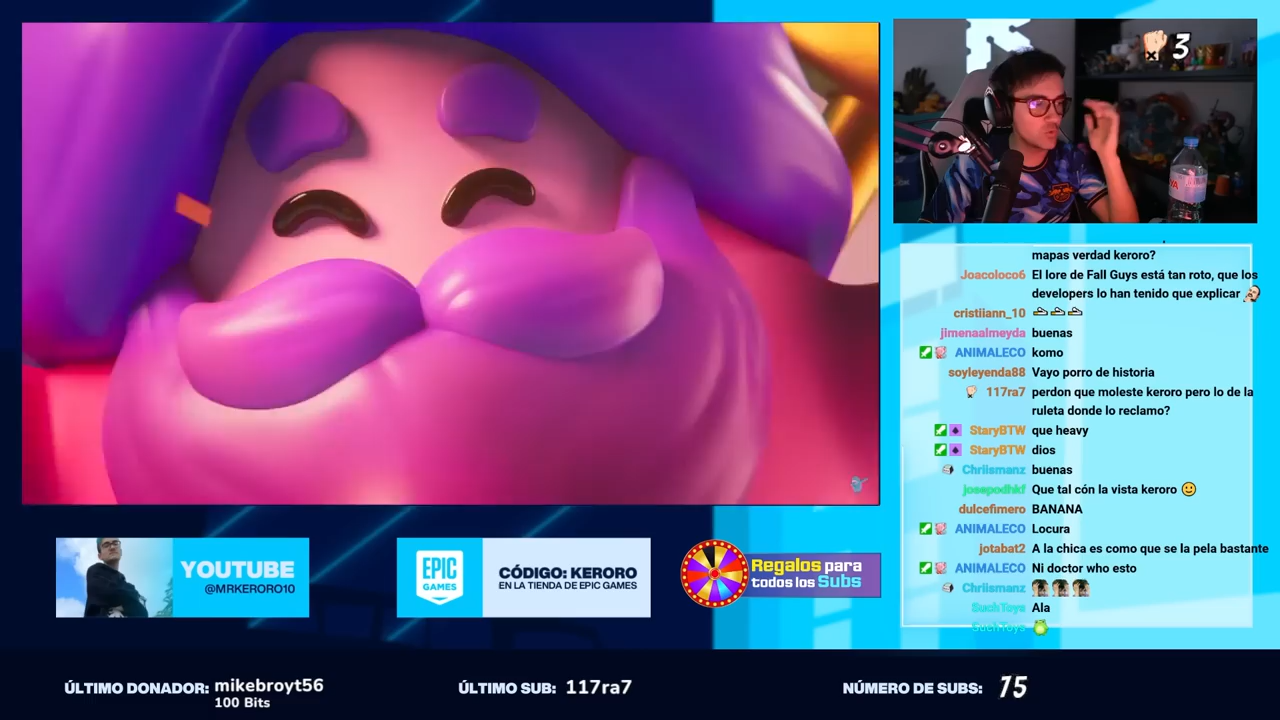 3
mapas verdad keroro?
Joacoloco6 El lore de Fall Guys está tan roto, que los
developers lo han tenido que explicar
cristiiann_10
jimenaalmeyda buenas
ANIMALECO komo
soyleyenda88 Vayo porro de historia
117ra7 perdon que moleste keroro pero lo de la
ruleta donde lo reclamo?
StaryBTW que heavy
StaryBTW dios
Chriismanz buenas
josepodhkf Que tal cón la vista keroro
dulcefimero BANANA
ANIMALECO Locura
jotabat2 A la chica es como que se la pela bastante
ANIMALECO Ni doctor who esto
Chriismanz
SuchToys Ala
SuchToys
YOUTUBE
@MRKERORO10
EPIC
GAMES
CÓDIGO: KERORO
EN LA TIENDA DE EPIC GAMES
Regalos para
todos los Subs
ÚLTIMO DONADOR: mikebroyt56
100 Bits
ÚLTIMO SUB: 117ra7
NÚMERO DE SUBS: 75